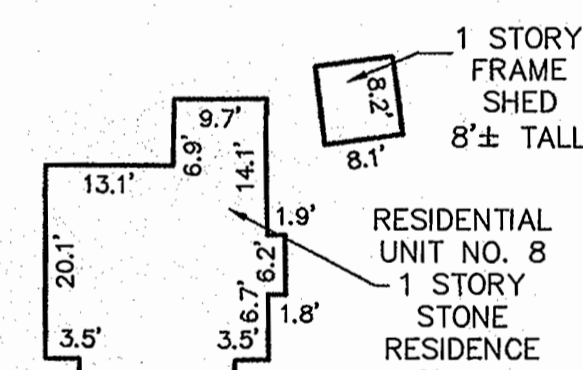 1 STORY
FRAME
SHED
8'± TALL
8.2'
8.1'
9.7'
6.9'
14.1'
13.1'
1.9'
20.1'
6.2'
6.7'
1.8'
3.5'
3.5'
RESIDENTIAL
UNIT NO. 8
1 STORY
STONE
RESIDENCE